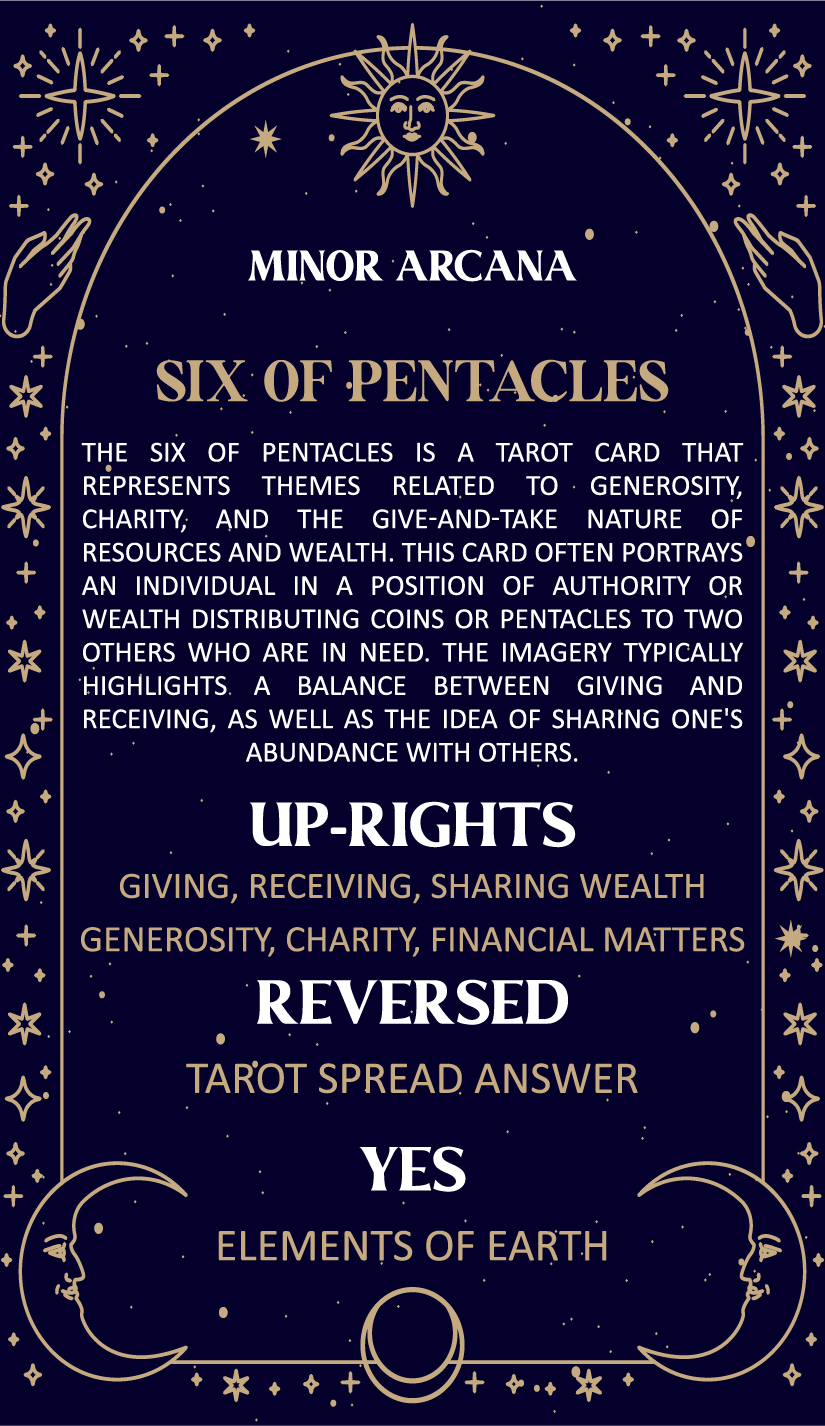 MINOR ARCANA
SIX OF PENTACLES
THE SIX OF PENTACLES IS A TAROT CARD THAT
REPRESENTS THEMES RELATED TO GENEROSITY,
CHARITY, AND THE GIVE-AND-TAKE NATURE OF
RESOURCES AND WEALTH. THIS CARD OFTEN PORTRAYS
AN INDIVIDUAL IN A POSITION OF AUTHORITY OR
WEALTH DISTRIBUTING COINS OR PENTACLES TO TWO
OTHERS WHO ARE IN NEED. THE IMAGERY TYPICALLY
HIGHLIGHTS A BALANCE BETWEEN GIVING AND
RECEIVING, AS WELL AS THE IDEA OF SHARING ONE'S
ABUNDANCE WITH OTHERS.
UP-RIGHTS
GIVING, RECEIVING, SHARING WEALTH
GENEROSITY, CHARITY, FINANCIAL MATTERS
REVERSED
TAROT SPREAD ANSWER
YES
ELEMENTS OF EARTH